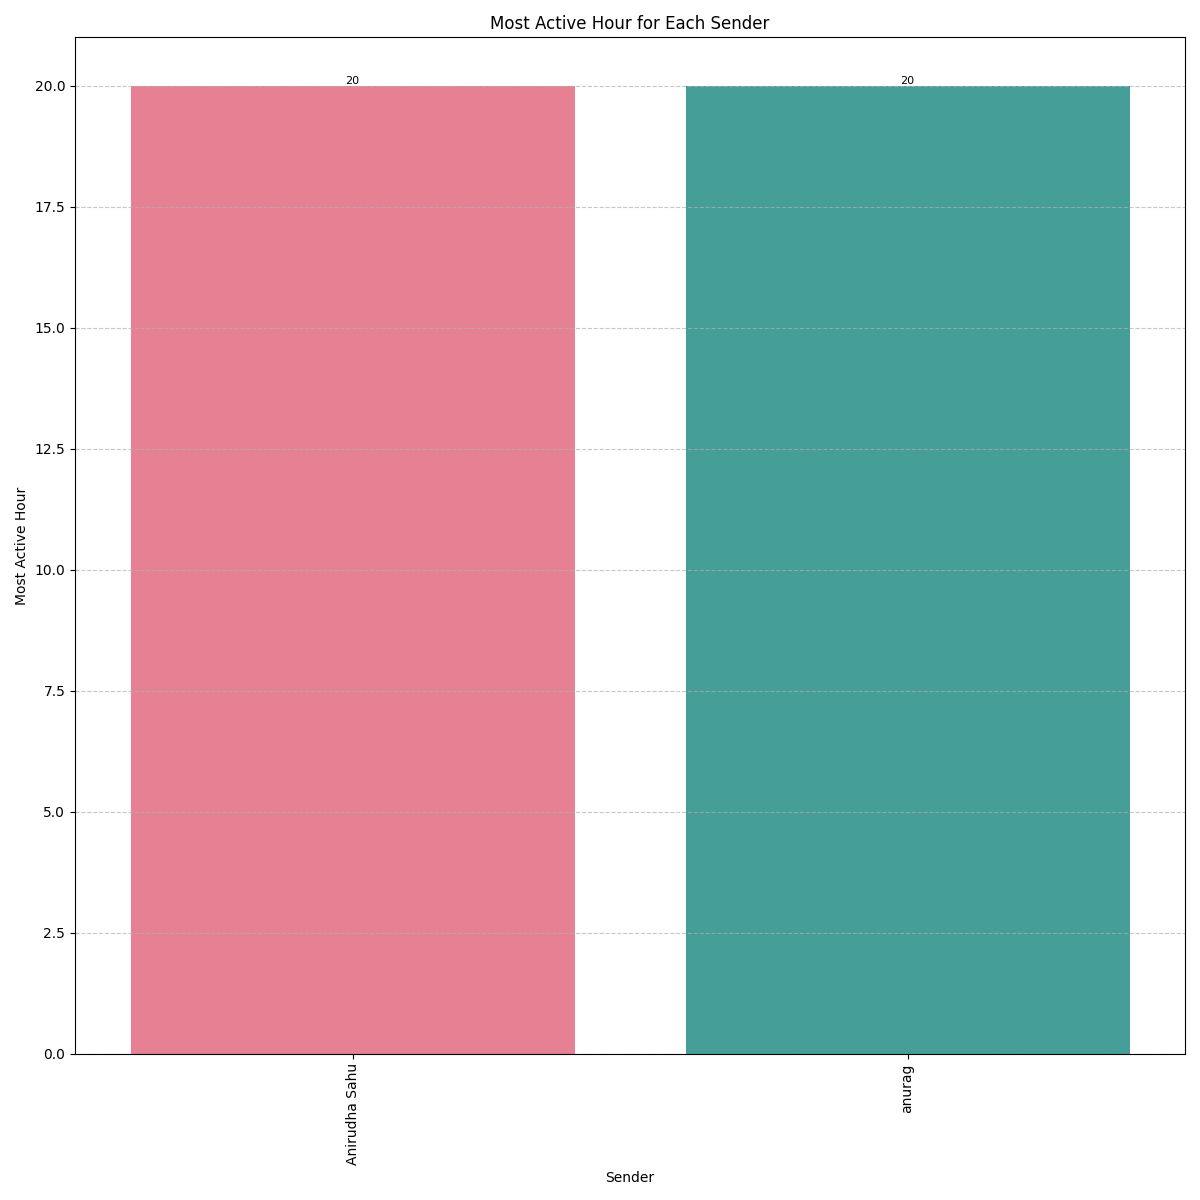 Most Active Hour for Each Sender
20
20
20.0
17.5
15.0
12.5
10.0
7.5
5.0
2.5
0.0
Most Active Hour
Anirudha Sahu
anurag
Sender